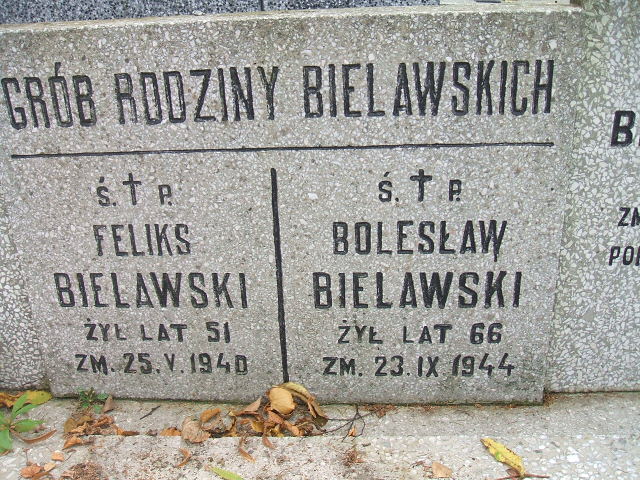 GRÓB RODZINY BIELAWSKICH
Ś.†P.
FELIKS
BIELAWSKI
ŻYŁ LAT 51
ZM. 25.V.1940
Ś.†P.
BOLESŁAW
BIELAWSKI
ŻYŁ LAT 66
ZM. 23.IX.1944